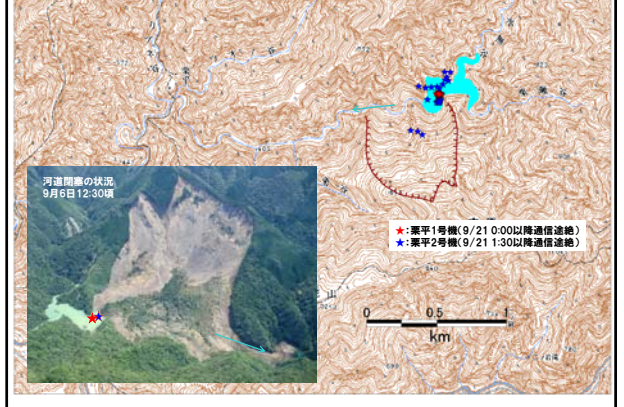 河道閉塞の状況
9月6日12:30頃
★:栗平1号機(9/21 0:00以降通信途絶)
★:栗平2号機(9/21 1:30以降通信途絶)
0 0.5 1
km
山